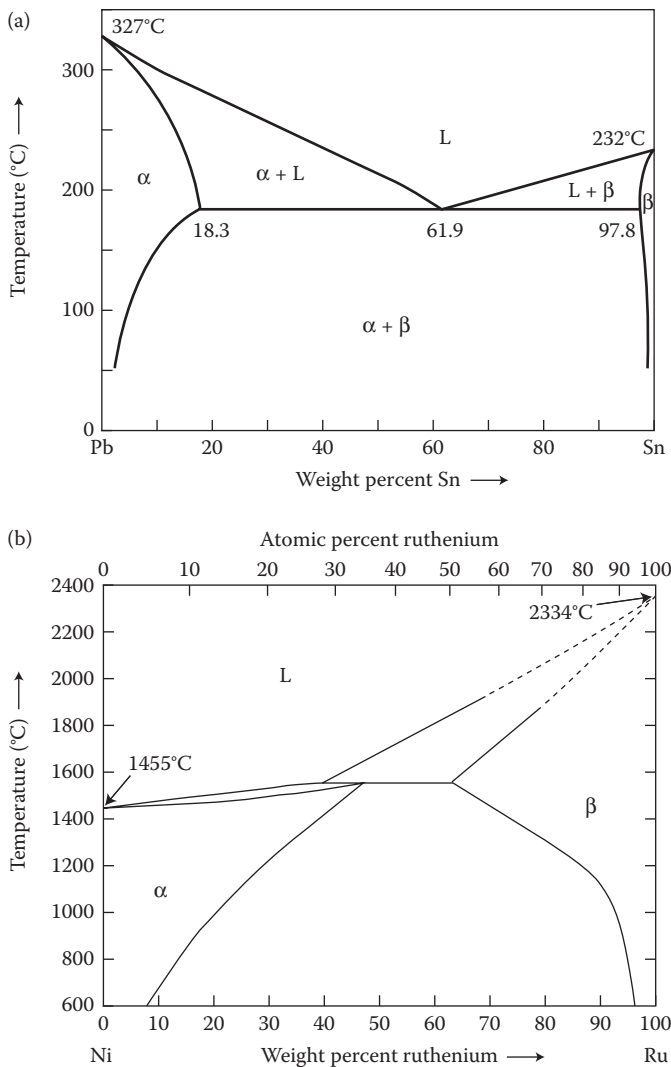 (a)
327°C
300
L
232°C
α + L
α
200
L + β
β
18.3
61.9
97.8
100
α + β
0
Pb
20
40
60
80
Sn
Temperature (°C)
Weight percent Sn
(b)
Atomic percent ruthenium
0 10 20 30 40 50 60 70 80 90 100
2400
2334°C
2200
2000
L
1800
1455°C
1600
1400
β
1200
α
1000
800
600
Temperature (°C)
0 10 20 30 40 50 60 70 80 90 100
Ni
Weight percent ruthenium
Ru